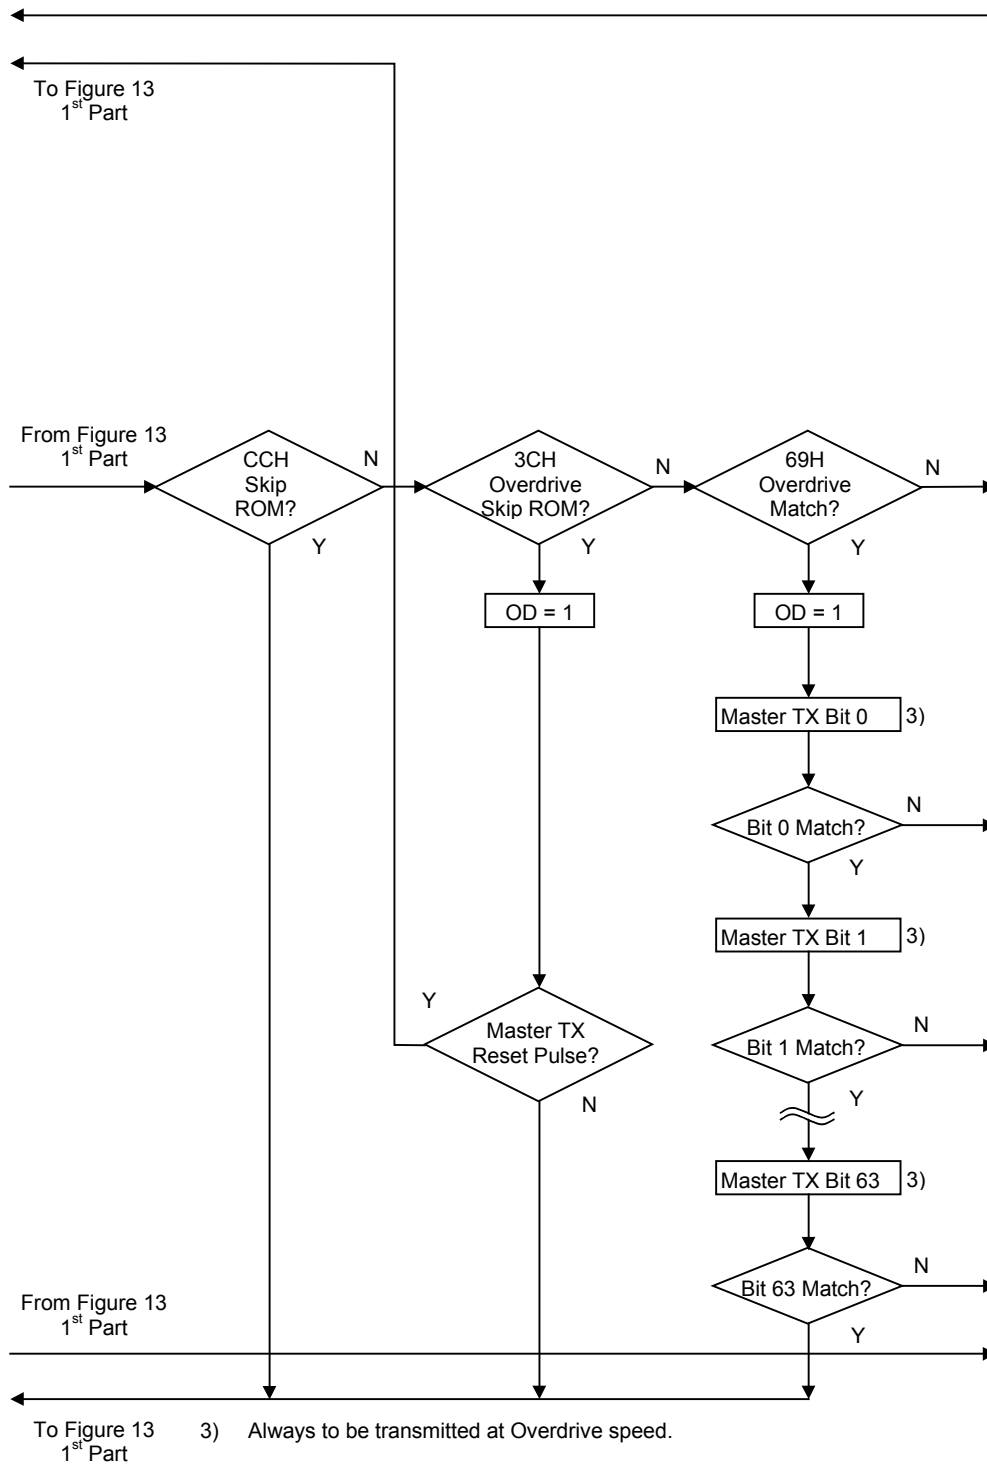 To Figure 13
1st Part
From Figure 13
1st Part
CCH
Skip
ROM?
N
Y
3CH
Overdrive
Skip ROM?
N
Y
69H
Overdrive
Match?
N
Y
OD = 1
OD = 1
Master TX Bit 0
3)
Bit 0 Match?
N
Y
Master TX Bit 1
3)
Y
Master TX
Reset Pulse?
N
Bit 1 Match?
N
Y
Master TX Bit 63
3)
Bit 63 Match?
N
Y
From Figure 13
1st Part
To Figure 13
1st Part
3) Always to be transmitted at Overdrive speed.